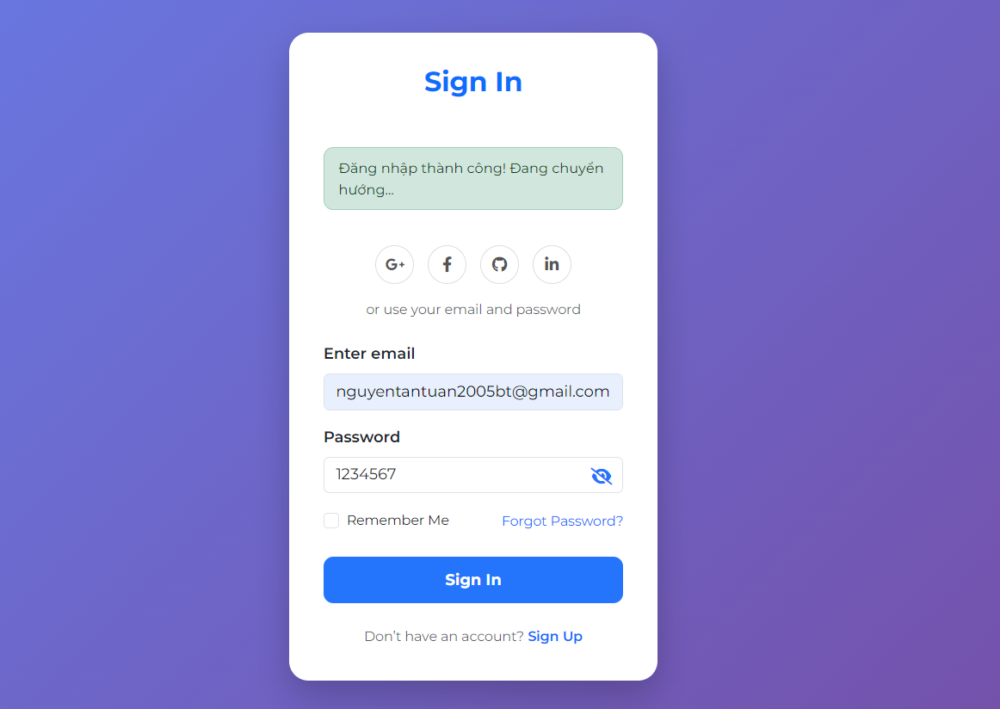 Sign In
Đăng nhập thành công! Đang chuyển
hướng...
G+
f
in
or use your email and password
Enter email
nguyentantuan2005bt@gmail.com
Password
1234567
Remember Me
Forgot Password?
Sign In
Don't have an account? Sign Up